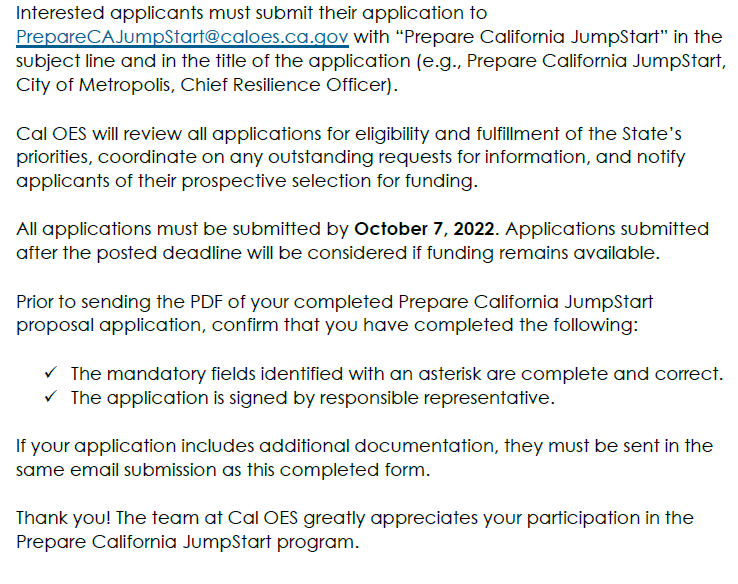 Interested applicants must submit their application to
PrepareCAJumpStart@caloes.ca.gov with “Prepare California JumpStart” in the
subject line and in the title of the application (e.g., Prepare California JumpStart,
City of Metropolis, Chief Resilience Officer).
Cal OES will review all applications for eligibility and fulfillment of the State’s
priorities, coordinate on any outstanding requests for information, and notify
applicants of their prospective selection for funding.
All applications must be submitted by October 7, 2022. Applications submitted
after the posted deadline will be considered if funding remains available.
Prior to sending the PDF of your completed Prepare California JumpStart
proposal application, confirm that you have completed the following:
✓ The mandatory fields identified with an asterisk are complete and correct.
✓ The application is signed by responsible representative.
If your application includes additional documentation, they must be sent in the
same email submission as this completed form.
Thank you! The team at Cal OES greatly appreciates your participation in the
Prepare California JumpStart program.